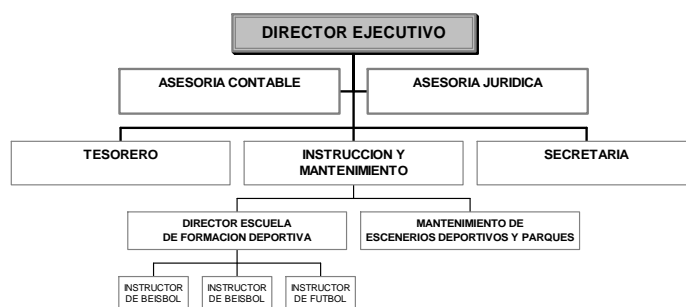 DIRECTOR EJECUTIVO
ASESORIA CONTABLE
ASESORIA JURIDICA
TESORERO
INSTRUCCION Y
MANTENIMIENTO
SECRETARIA
DIRECTOR ESCUELA
DE FORMACION DEPORTIVA
MANTENIMIENTO DE
ESCENERIOS DEPORTIVOS Y PARQUES
INSTRUCTOR
DE BEISBOL
INSTRUCTOR
DE BEISBOL
INSTRUCTOR
DE FUTBOL